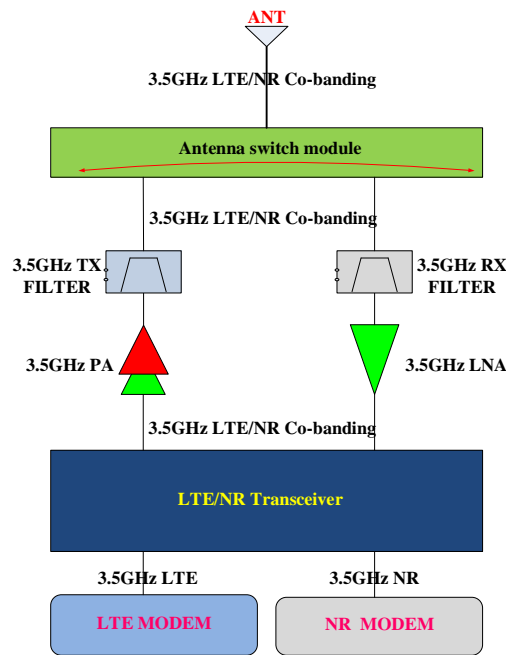 ANT
3.5GHz LTE/NR Co-banding
Antenna switch module
3.5GHz LTE/NR Co-banding
3.5GHz TX
FILTER
3.5GHz RX
FILTER
3.5GHz PA
3.5GHz LNA
3.5GHz LTE/NR Co-banding
LTE/NR Transceiver
3.5GHz LTE
3.5GHz NR
LTE MODEM
NR MODEM